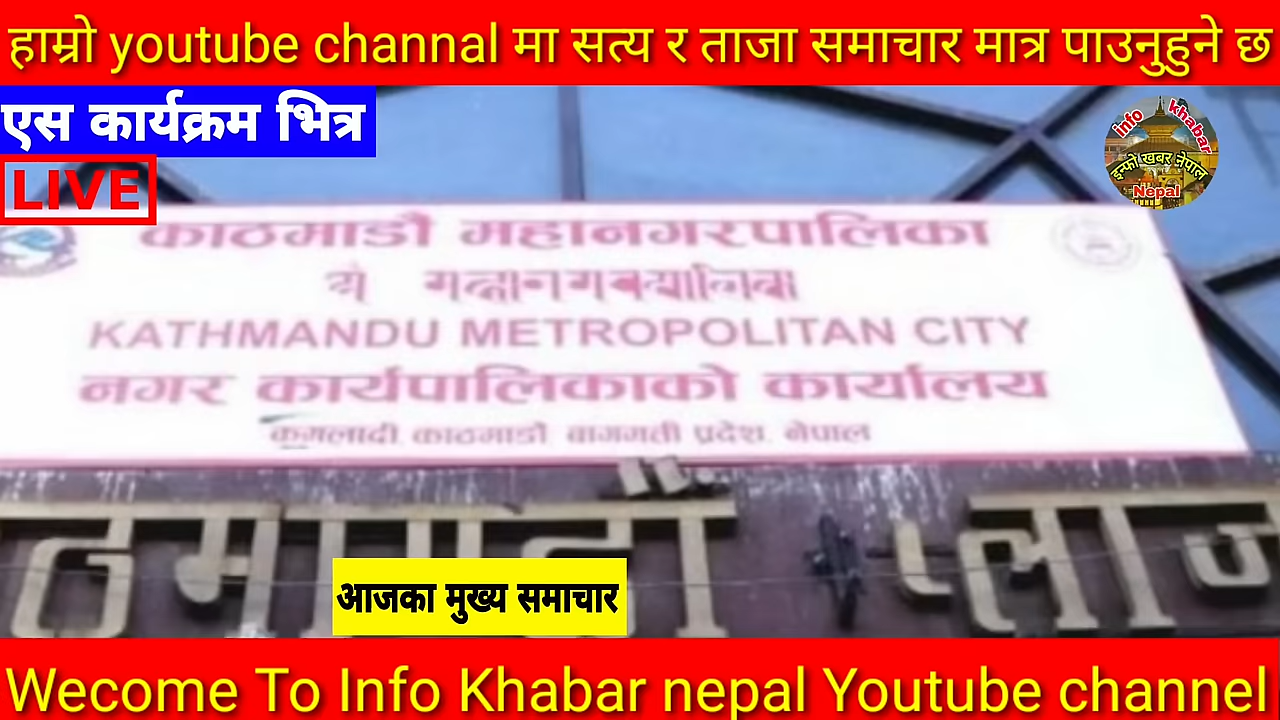 हाम्रो youtube channal मा सत्य र ताजा समाचार मात्र पाउनुहुने छ
एस कार्यक्रम भित्र
LIVE
info khabar
इन्फो खबर नेपाल
Nepal
काठमाडौं महानगरपालिका
KATHMANDU METROPOLITAN CITY
नगर कार्यपालिकाको कार्यालय
काठमाडौं बागमती प्रदेश, नेपाल
आजका मुख्य समाचार
Wecome To Info Khabar nepal Youtube channel